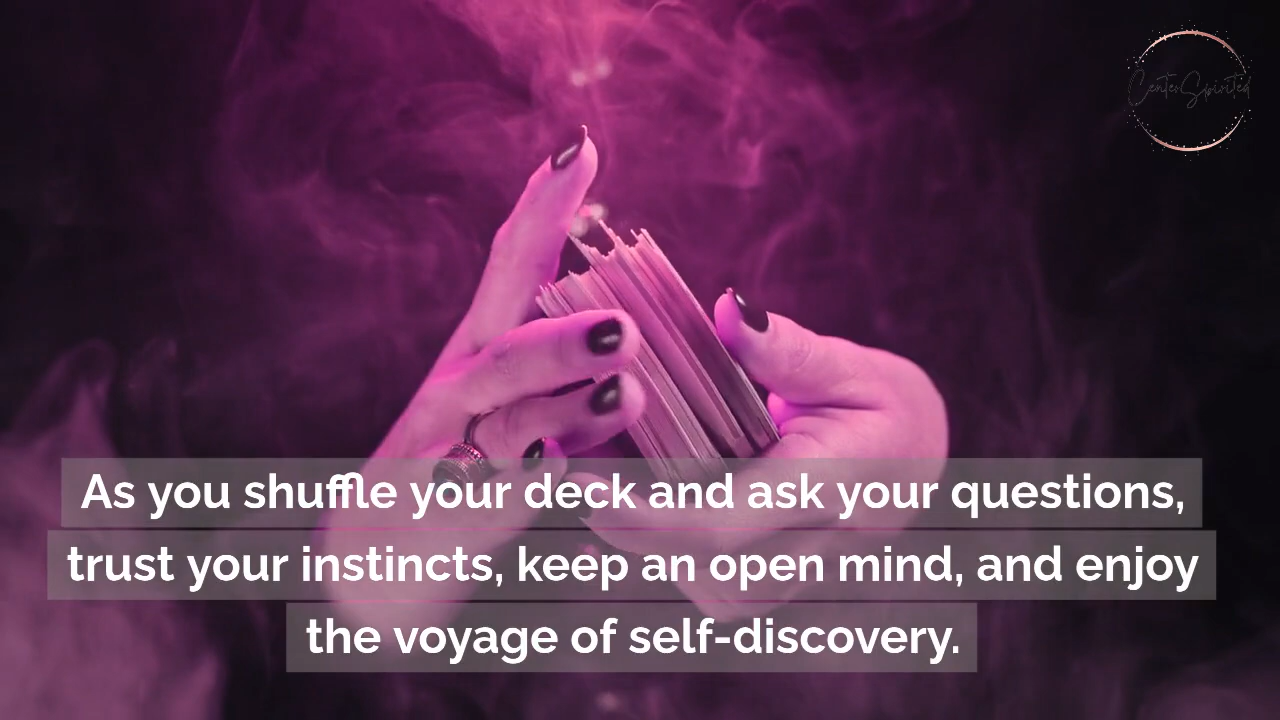 CenterSpirited
As you shuffle your deck and ask your questions,
trust your instincts, keep an open mind, and enjoy
the voyage of self-discovery.